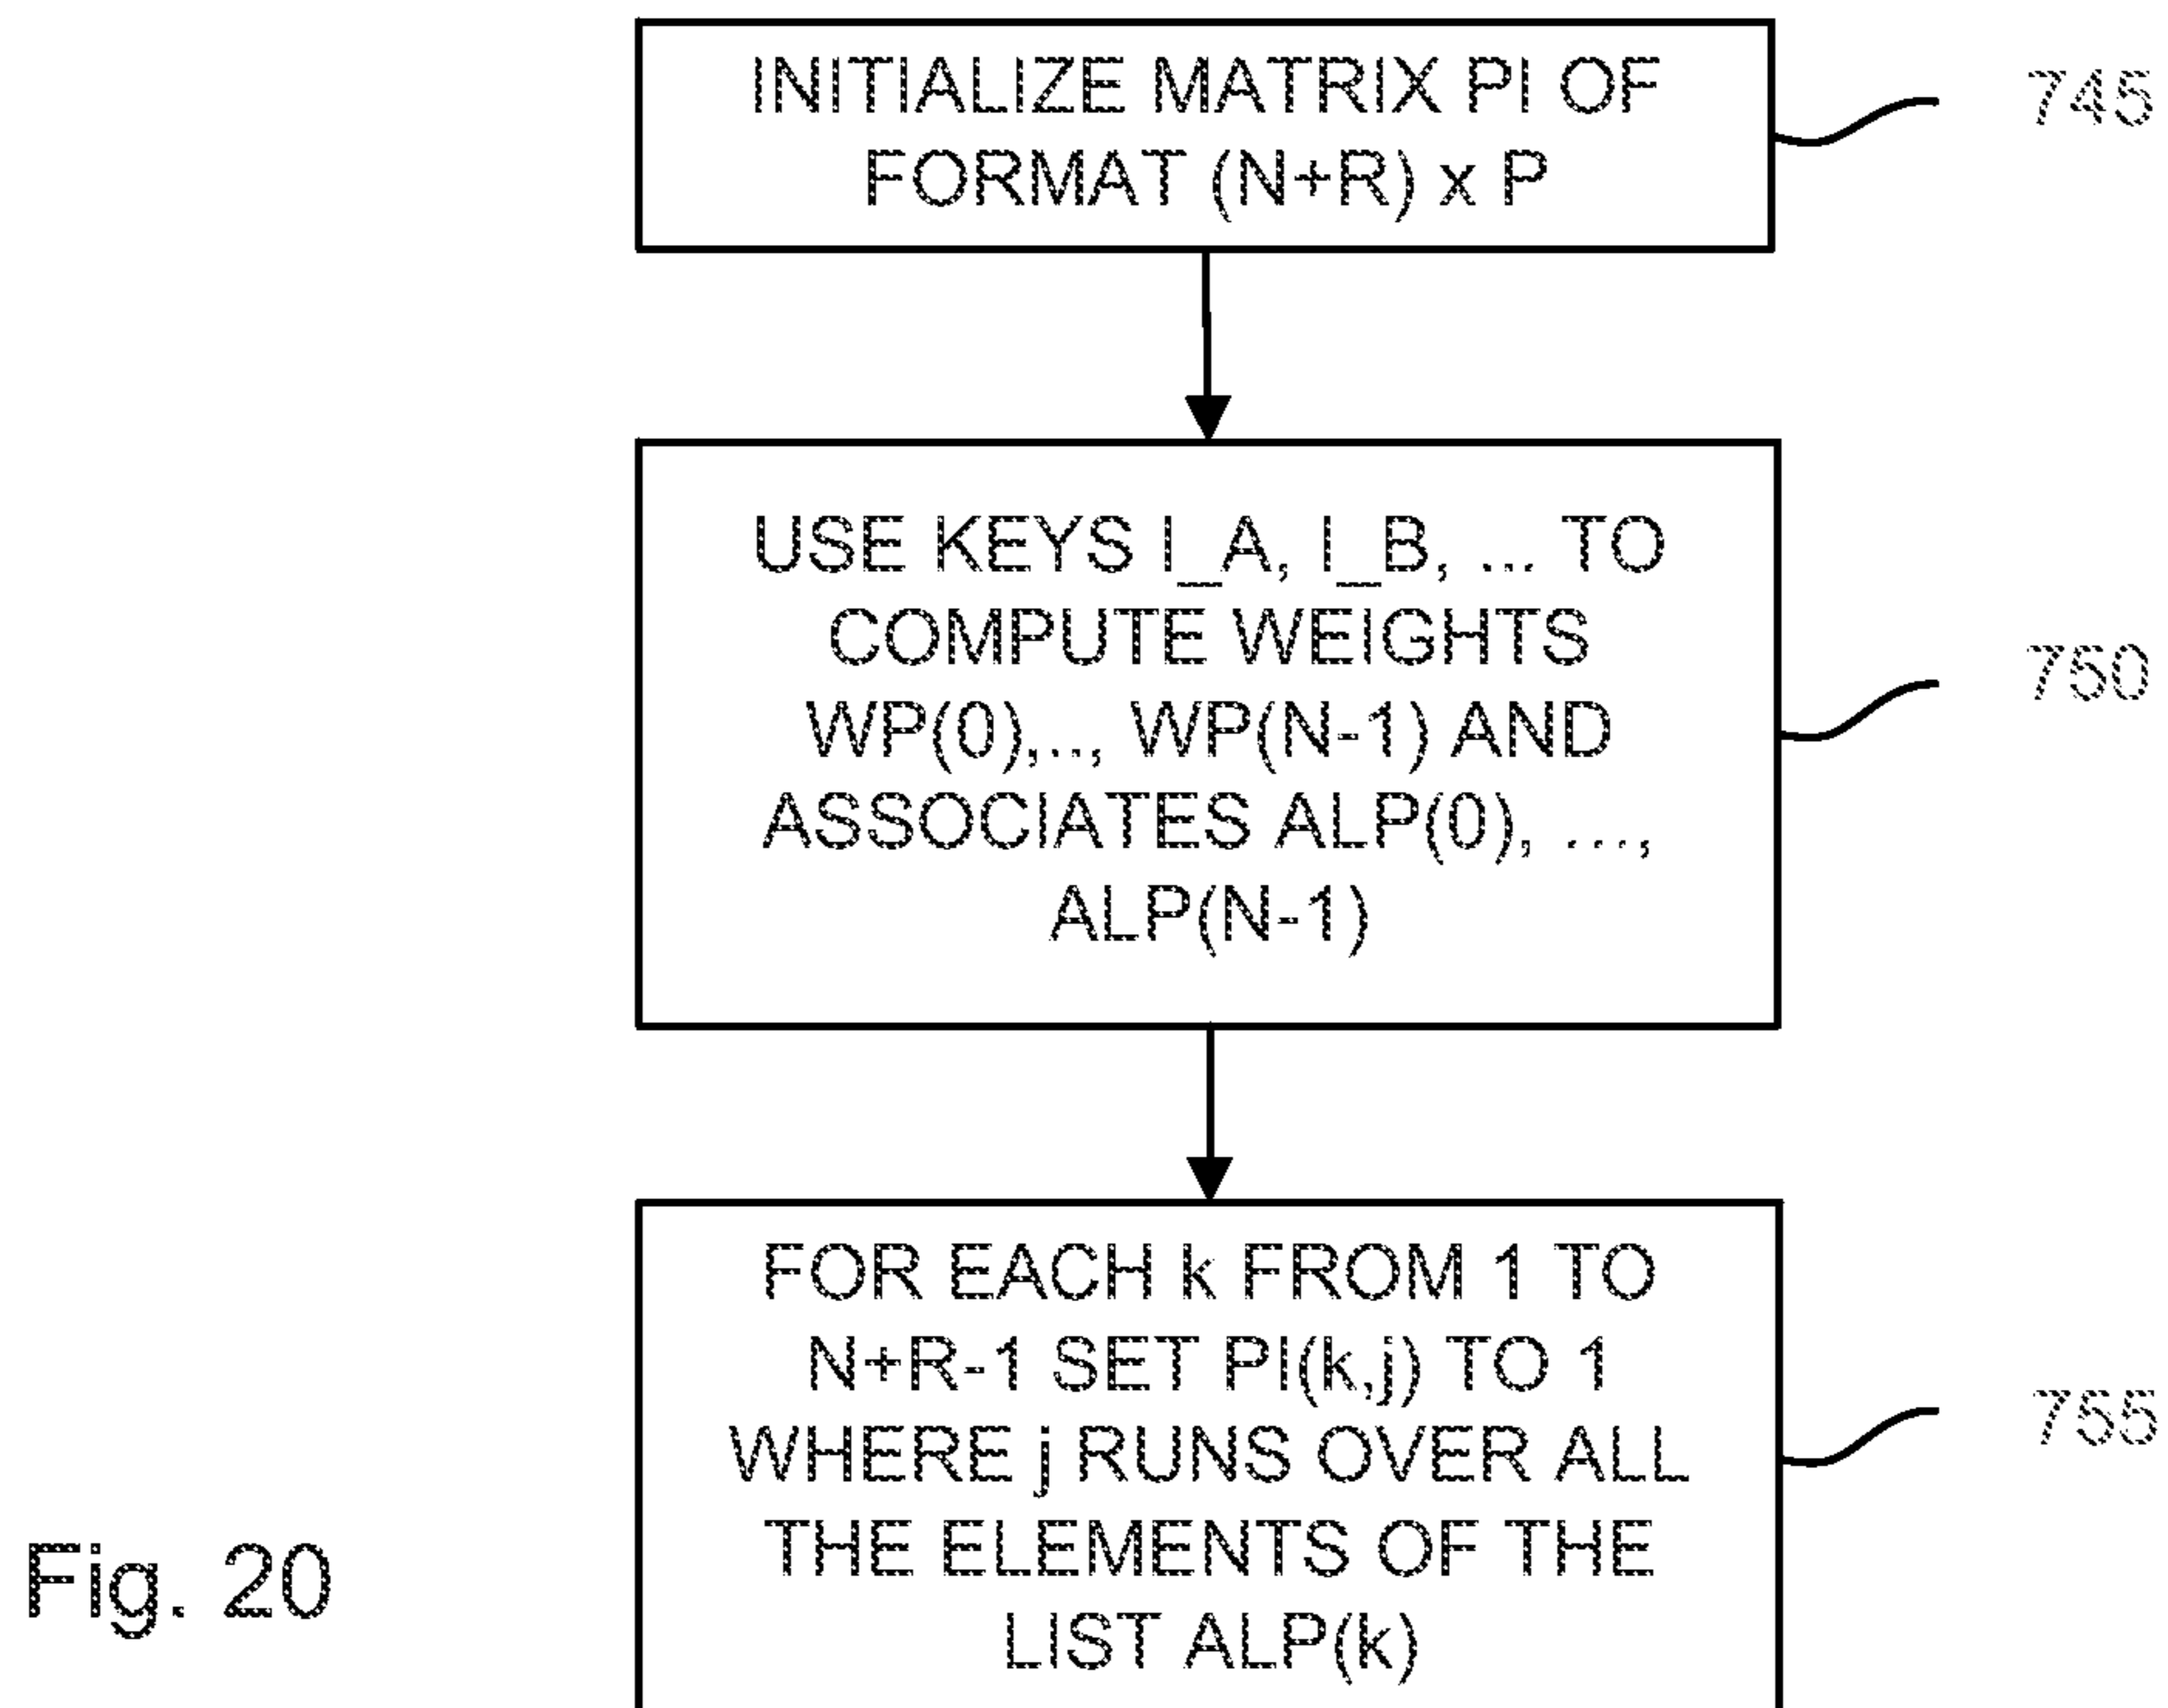 INITIALIZE MATRIX PI OF
FORMAT (N+R) x P
745
USE KEYS I_A, I_B, ... TO
COMPUTE WEIGHTS
WP(0),.., WP(N-1) AND
ASSOCIATES ALP(0), ...,
ALP(N-1)
750
FOR EACH k FROM 1 TO
N+R-1 SET PI(k,j) TO 1
WHERE j RUNS OVER ALL
THE ELEMENTS OF THE
LIST ALP(k)
755
Fig. 20